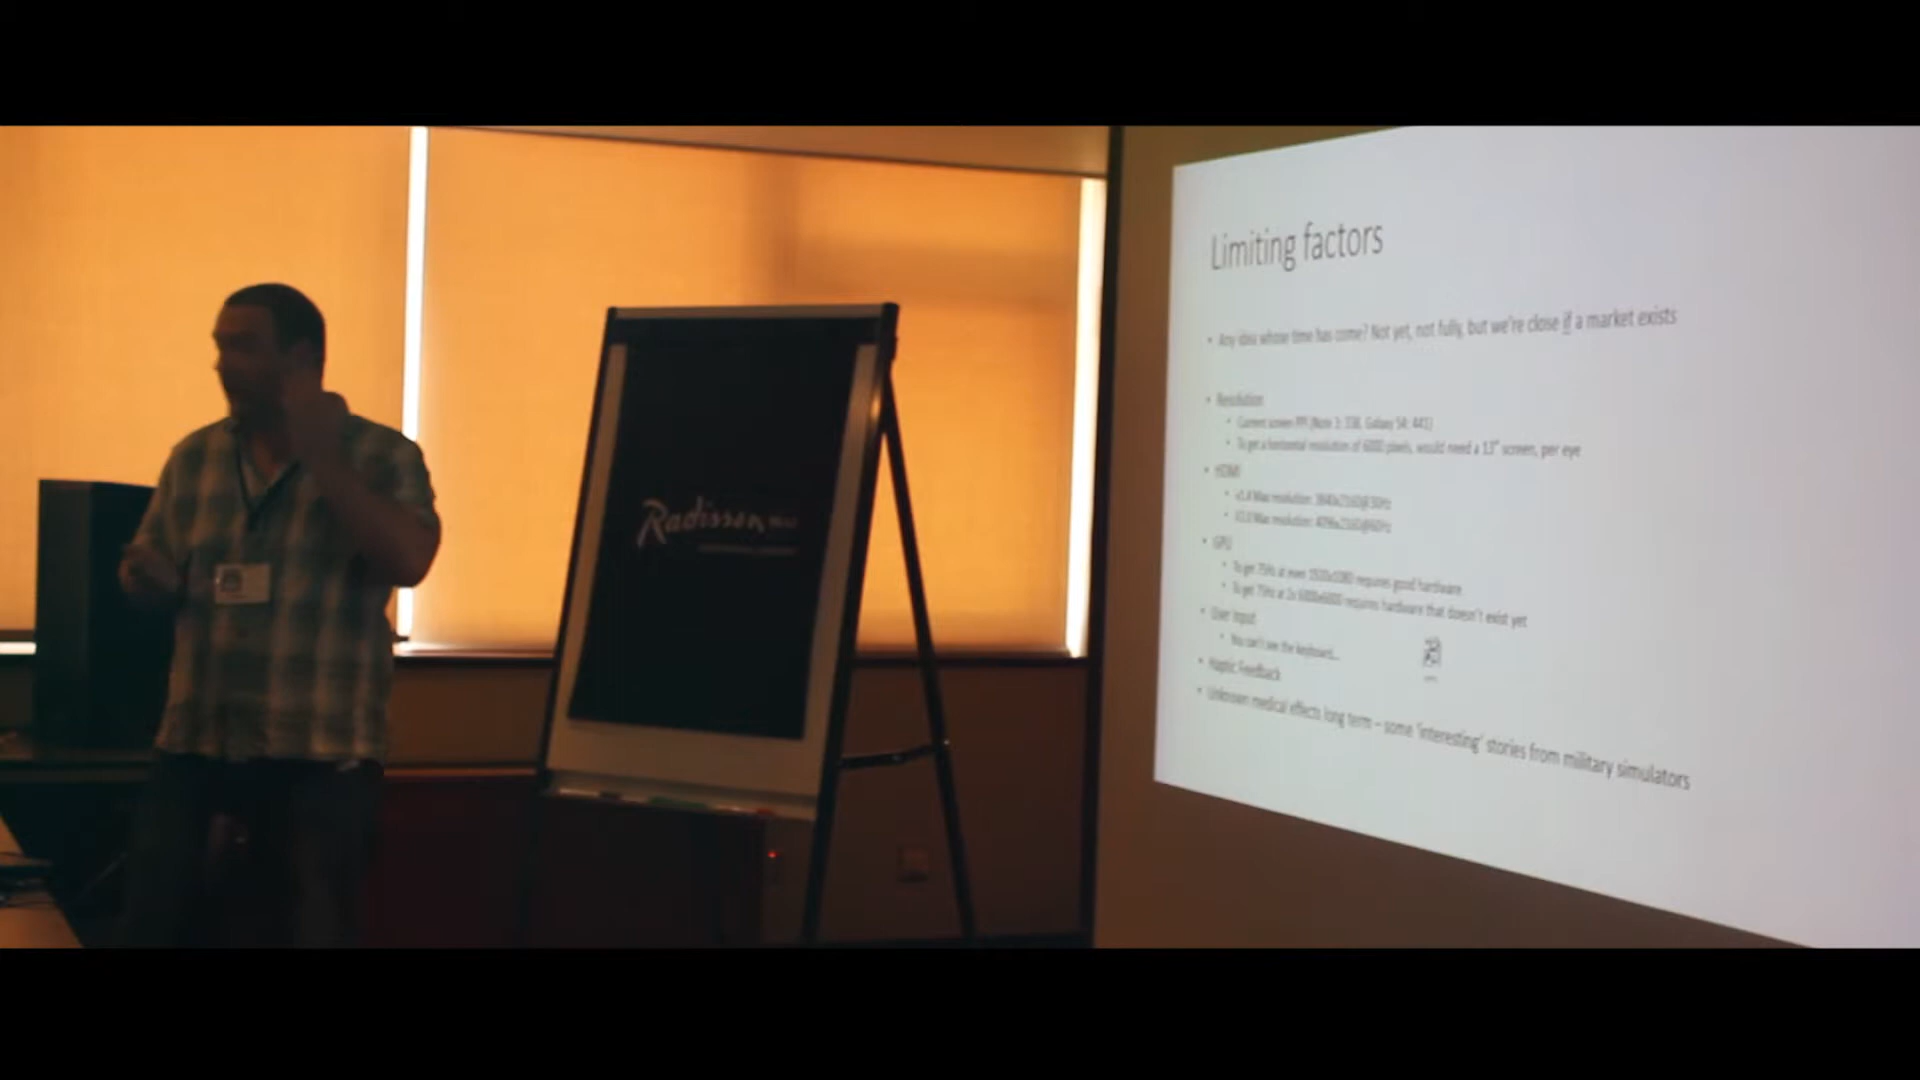 Radisson
Limiting factors
• Any idea whose time has come? Not yet, not fully, but we're close if a market exists
• Resolution
• Current screen PPI (Note 3: 338, Galaxy S4: 441)
• To get a horizontal resolution of 6000 pixels, would need a 13" screen, per eye
• HDMI
• v1.4 Max resolution: 3840x2160@30Hz
• V2.0 Max resolution: 4096x2160@60Hz
• GPU
• To get 75Hz at even 1920x1080 requires good hardware
• To get 75Hz at 2x 6000x6000 requires hardware that doesn't exist yet
• User Input
• You can't see the keyboard...
• Haptic Feedback
• Unknown medical effects long term – some 'interesting' stories from military simulators